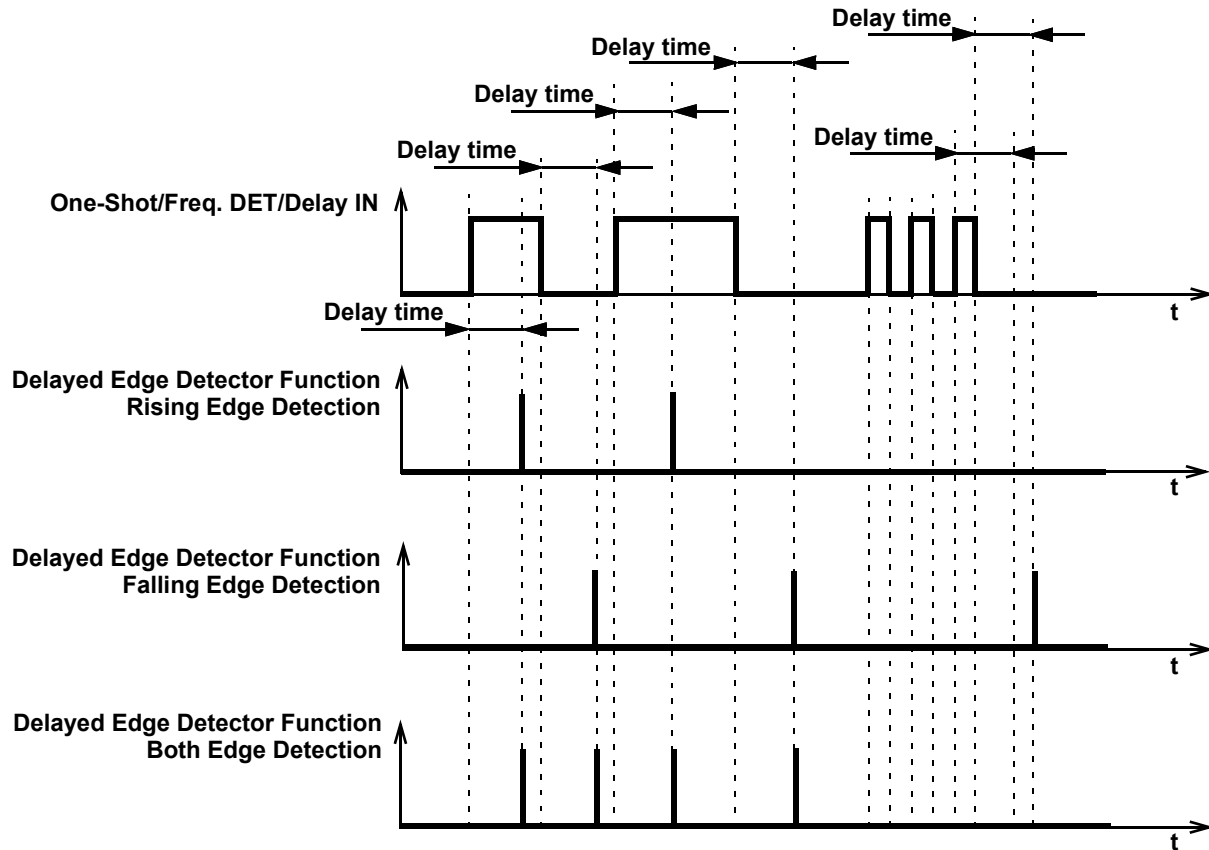 Delay time
Delay time
Delay time
Delay time
Delay time
One-Shot/Freq. DET/Delay IN
t
Delay time
Delayed Edge Detector Function
Rising Edge Detection
t
Delayed Edge Detector Function
Falling Edge Detection
t
Delayed Edge Detector Function
Both Edge Detection
t